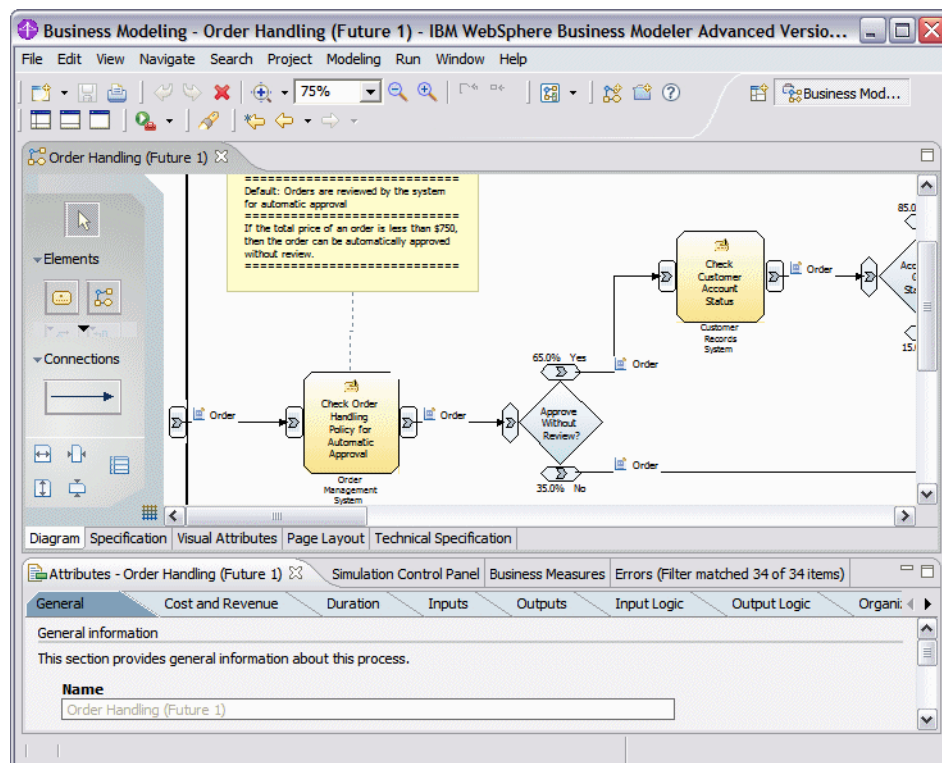 Business Modeling - Order Handling (Future 1) - IBM WebSphere Business Modeler Advanced Versio...
File Edit View Navigate Search Project Modeling Run Window Help
75%
Business Mod...
Order Handling (Future 1)
Elements
Connections
==============================
Default: Orders are reviewed by the system
for automatic approval
==============================
If the total price of an order is less than $750,
then the order can be automatically approved
without review.
==============================
Order
Check Order
Handling
Policy for
Automatic
Approval
Order
Management
System
Order
65.0% Yes
Approve
Without
Review?
35.0% No
Order
Order
Check
Customer
Account
Status
Customer
Records
System
Order
85.0
Acc
15.
Diagram Specification Visual Attributes Page Layout Technical Specification
Attributes - Order Handling (Future 1) Simulation Control Panel Business Measures Errors (Filter matched 34 of 34 items)
General Cost and Revenue Duration Inputs Outputs Input Logic Output Logic Organi:
General information
This section provides general information about this process.
Name
Order Handling (Future 1)